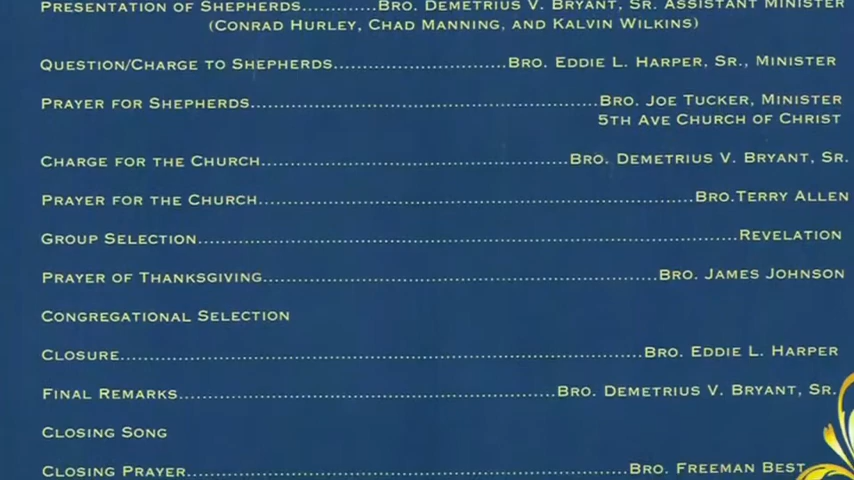 PRESENTATION OF SHEPHERDS............BRO. DEMETRIUS V. BRYANT, SR. ASSISTANT MINISTER
(CONRAD HURLEY, CHAD MANNING, AND KALVIN WILKINS)
QUESTION/CHARGE TO SHEPHERDS............................BRO. EDDIE L. HARPER, SR., MINISTER
PRAYER FOR SHEPHERDS........................................................BRO. JOE TUCKER, MINISTER
5TH AVE CHURCH OF CHRIST
CHARGE FOR THE CHURCH..................................................BRO. DEMETRIUS V. BRYANT, SR.
PRAYER FOR THE CHURCH......................................................................BRO.TERRY ALLEN
GROUP SELECTION..........................................................................................REVELATION
PRAYER OF THANKSGIVING................................................................BRO. JAMES JOHNSON
CONGREGATIONAL SELECTION
CLOSURE.......................................................................................BRO. EDDIE L. HARPER
FINAL REMARKS..............................................................BRO. DEMETRIUS V. BRYANT, SR.
CLOSING SONG
CLOSING PRAYER.........................................................................BRO. FREEMAN BEST